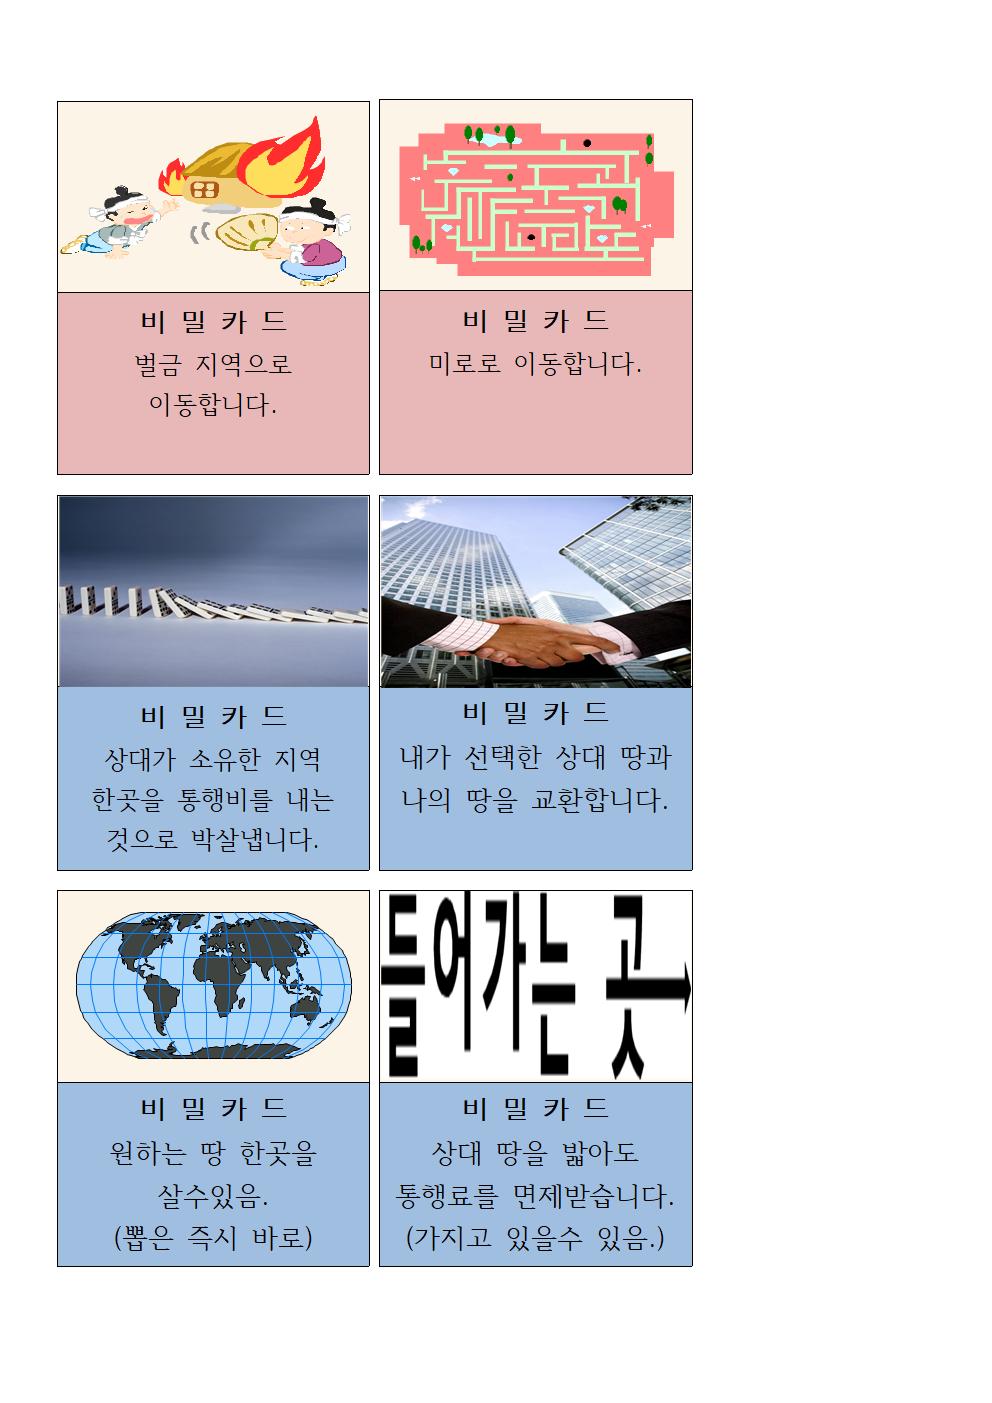 비 밀 카 드
벌금 지역으로
이동합니다.
비 밀 카 드
미로로 이동합니다.
비 밀 카 드
상대가 소유한 지역
한곳을 통행비를 내는
것으로 박살냅니다.
비 밀 카 드
내가 선택한 상대 땅과
나의 땅을 교환합니다.
비 밀 카 드
원하는 땅 한곳을
살수있음.
(뽑은 즉시 바로)
들어가는 곳
비 밀 카 드
상대 땅을 밟아도
통행료를 면제받습니다.
(가지고 있을수 있음.)